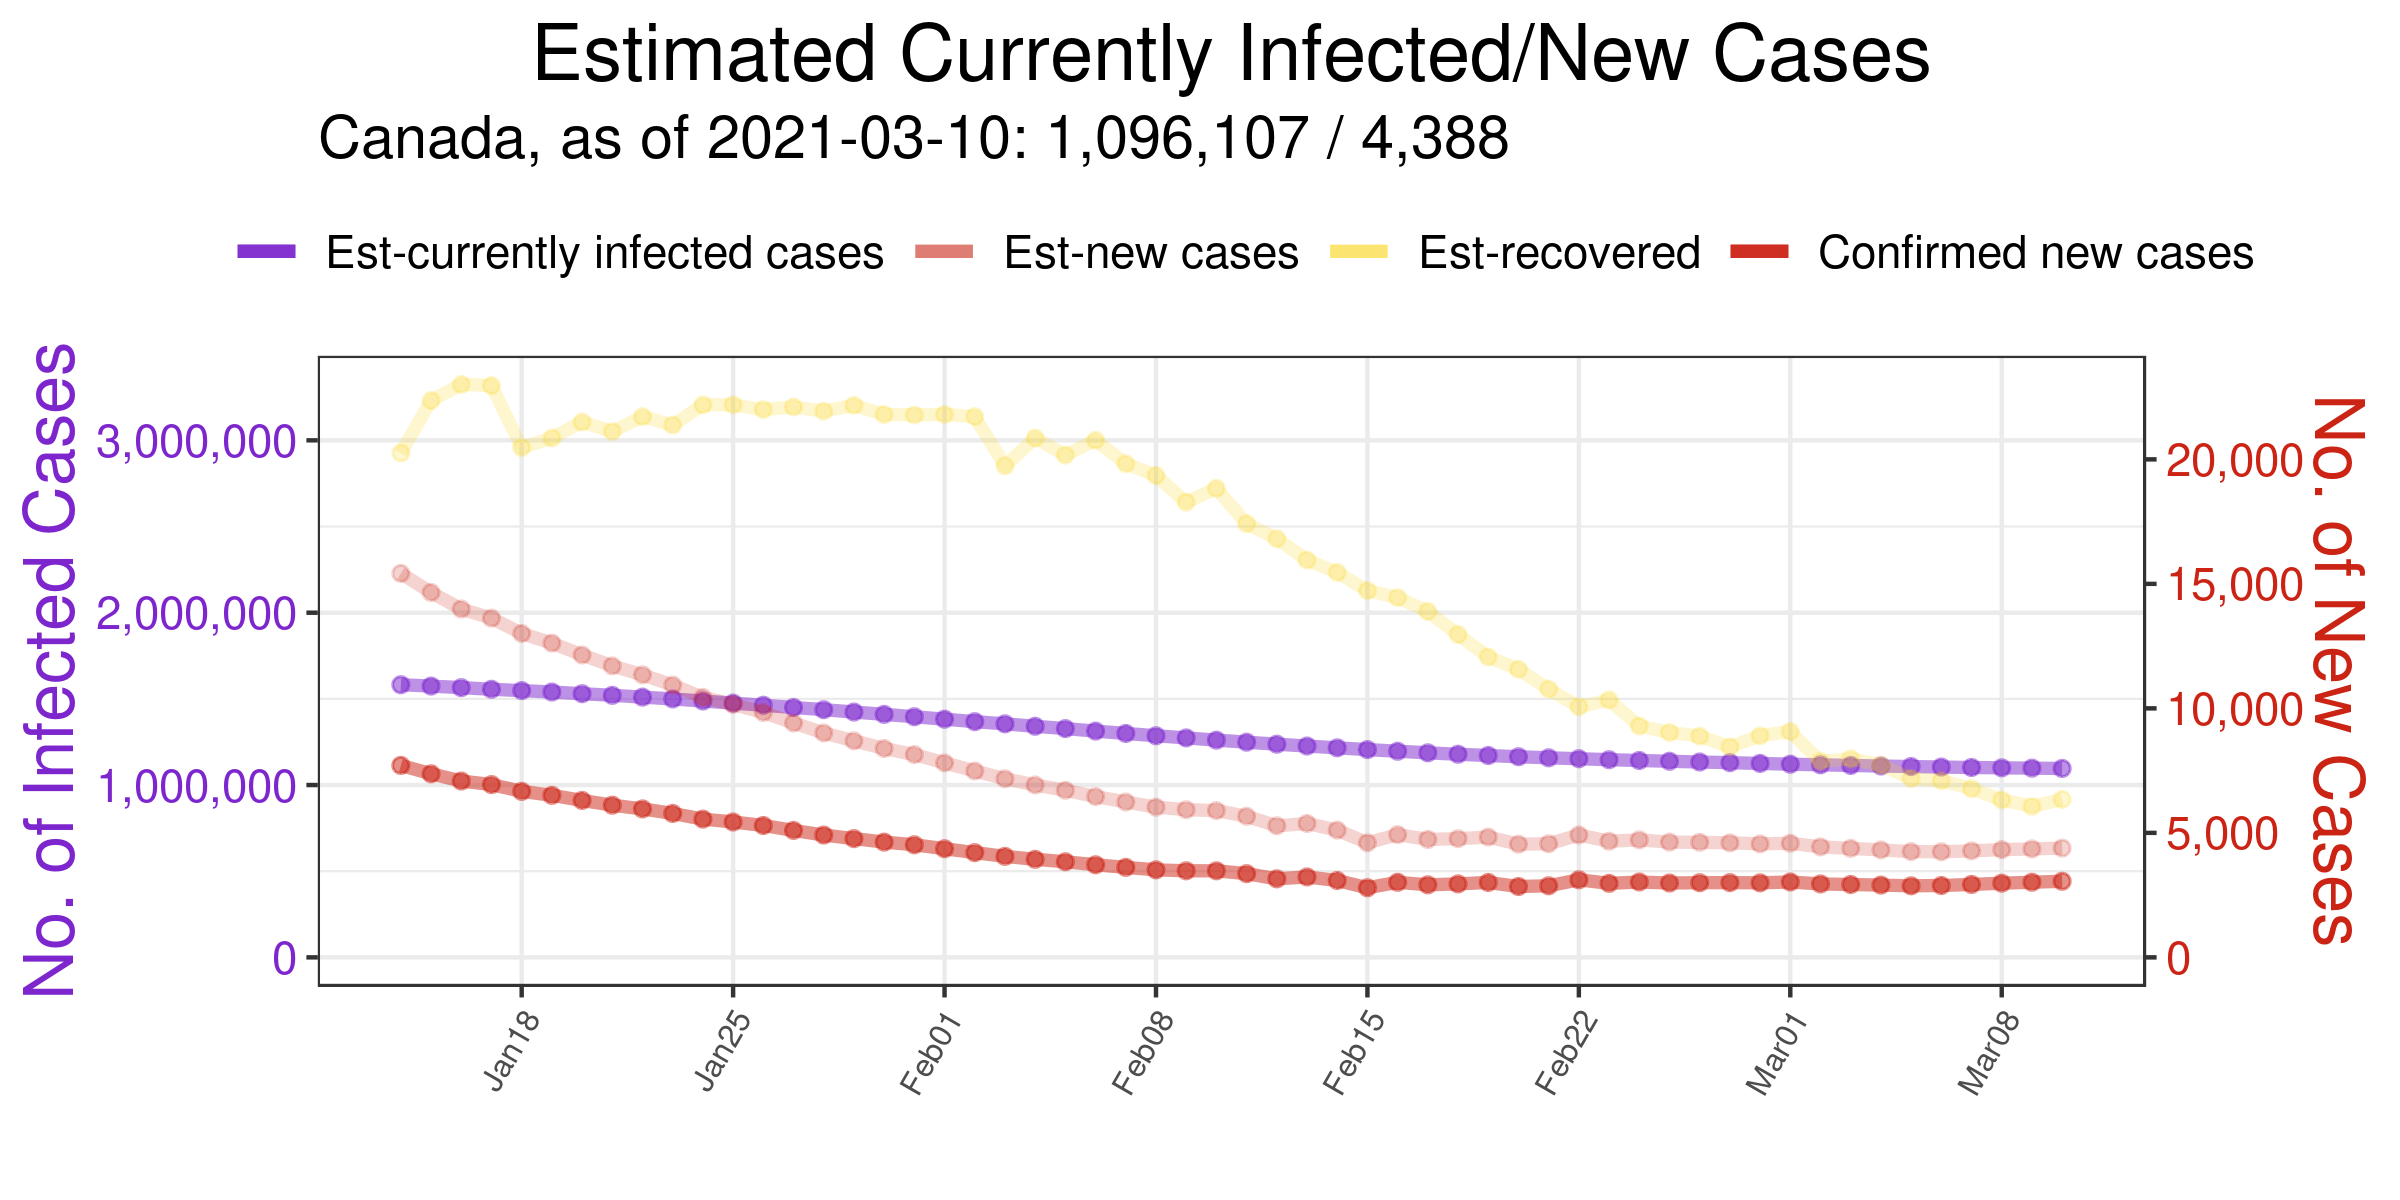 Estimated Currently Infected/New Cases
Canada, as of 2021-03-10: 1,096,107 / 4,388
Est-currently infected cases Est-new cases Est-recovered Confirmed new cases
No. of Infected Cases
3,000,000
2,000,000
1,000,000
0
20,000
15,000
10,000
5,000
0
No. of New Cases
Jan18 Jan25 Feb01 Feb08 Feb15 Feb22 Mar01 Mar08